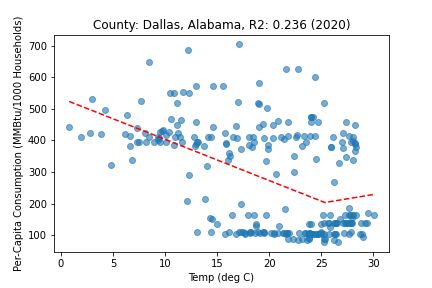 County: Dallas, Alabama, R2: 0.236 (2020)
Per-Capita Consumption (MMBtu/1000 Households)
700
600
500
400
300
200
100
0 5 10 15 20 25 30
Temp (deg C)